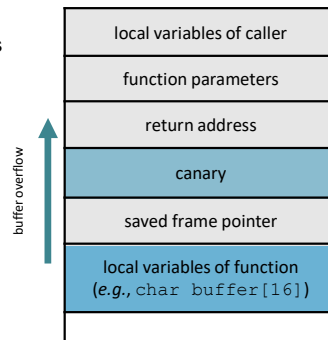 s
local variables of caller
function parameters
return address
buffer overflow
canary
saved frame pointer
local variables of function
(e.g., char buffer[16])